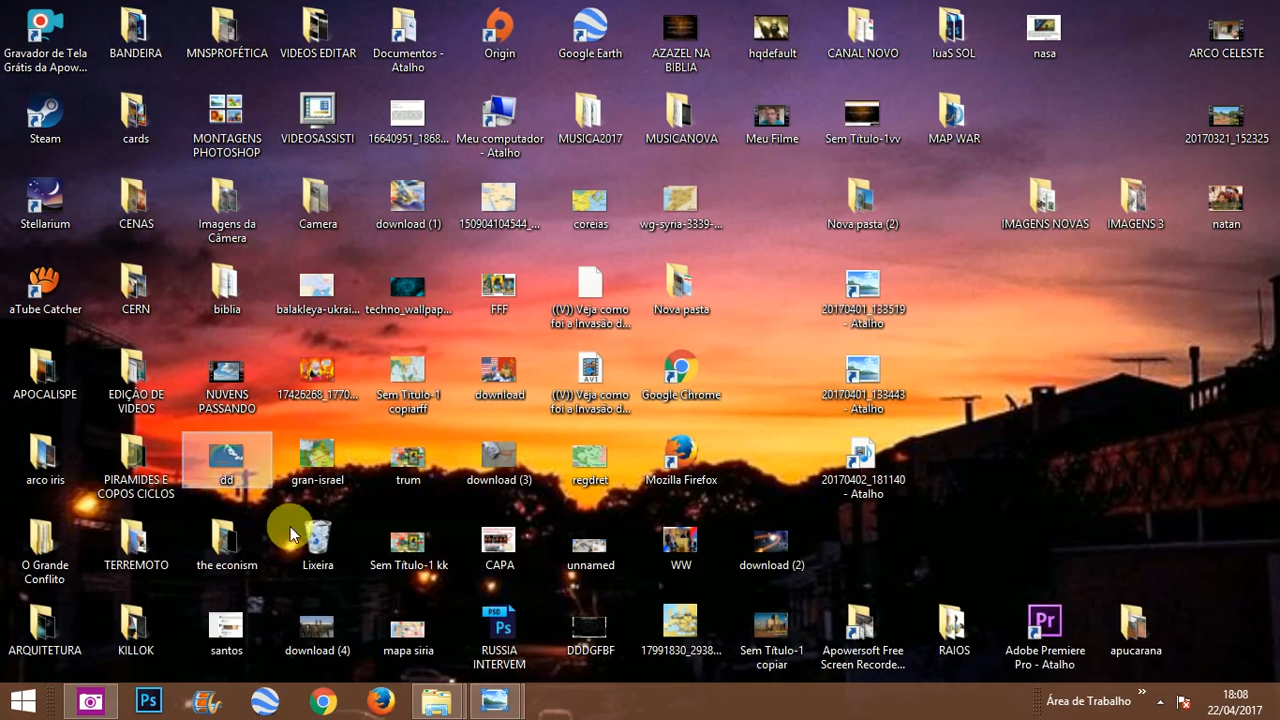 Gravador de Tela
Grátis da Apow...
BANDEIRA
MNSPROFÉTICA
VIDEOS EDITAR
Documentos -
Atalho
Origin
Google Earth
AZAZEL NA
BIBLIA
hqdefault
CANAL NOVO
luaS SOL
nasa
ARCO CELESTE
Steam
cards
MONTAGENS
PHOTOSHOP
VIDEOSASSISTI
16640951_1868...
Meu computador
- Atalho
MUSICA2017
MUSICANOVA
Meu Filme
Sem Título-1vv
MAP WAR
20170321_152325
Stellarium
CENAS
Imagens da
Câmera
Camera
download (1)
150904104544_...
coreias
wg-syria-3339-...
Nova pasta (2)
IMAGENS NOVAS
IMAGENS 3
natan
aTube Catcher
CERN
biblia
balakleya-ukrai...
techno_wallpap...
FFF
((V)) Veja como
foi a Invasão d...
Nova pasta
20170401_133519
- Atalho
APOCALISPE
EDIÇÃO DE
VIDEOS
NUVENS
PASSANDO
17426268_1770...
Sem Título-1
copiarff
download
AVI
((V)) Veja como
foi a Invasão d...
Google Chrome
20170401_133443
- Atalho
arco iris
PIRAMIDES E
COPOS CICLOS
dd
gran-israel
trum
download (3)
regdret
Mozilla Firefox
20170402_181140
- Atalho
O Grande
Conflito
TERREMOTO
the econism
Lixeira
Sem Título-1 kk
CAPA
unnamed
WW
download (2)
ARQUITETURA
KILLOK
santos
download (4)
mapa siria
PSD
Ps
RUSSIA
INTERVEM
DDDGFBF
17991830_2938...
Sem Título-1
copiar
Apowersoft Free
Screen Recorde...
RAIOS
Pr
Adobe Premiere
Pro - Atalho
apucarana
Ps
Área de Trabalho
18:08
22/04/2017